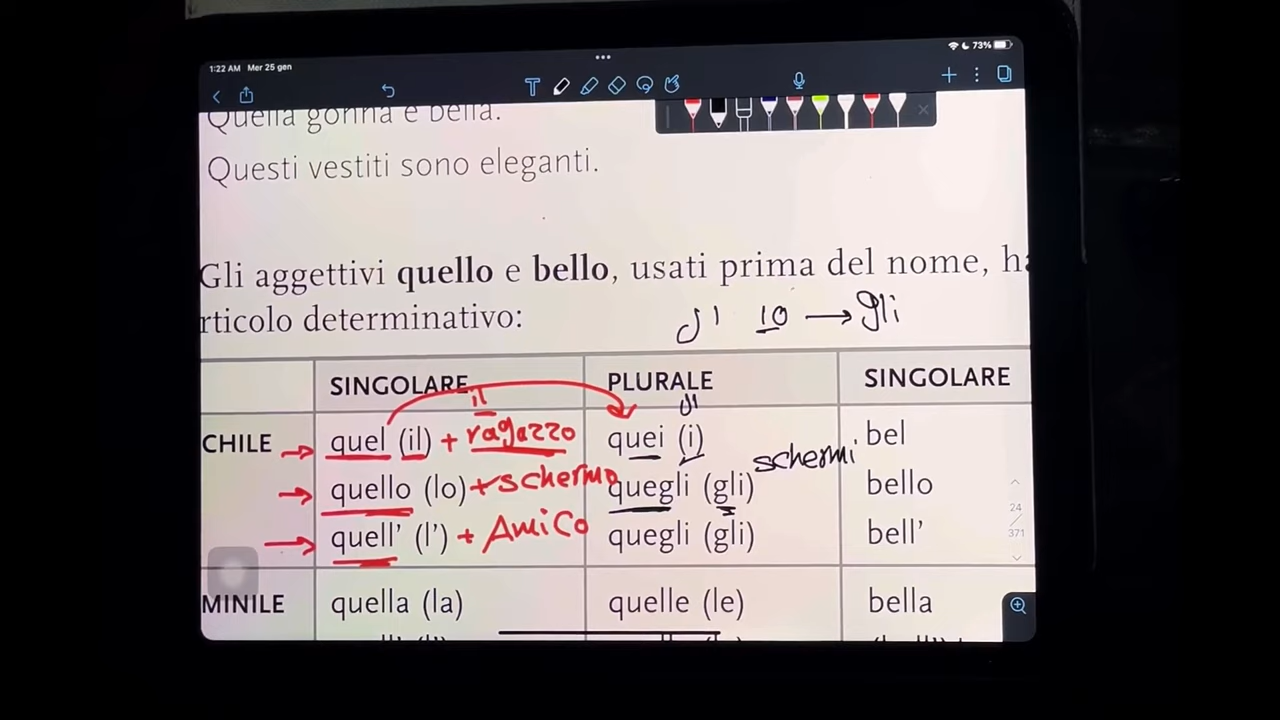 1:22 AM Mer 25 gen
73%
Quella gonna è bella.
Questi vestiti sono eleganti.
Gli aggettivi quello e bello, usati prima del nome, ha
rticolo determinativo:
lo → gli
SINGOLARE PLURALE SINGOLARE
il
CHILE → quel (il) + ragazzo quei (i) bel
schermi
→ quello (lo) + schermo quegli (gli) bello
→ quell' (l') + AMICO quegli (gli) bell'
24
371
MINILE quella (la) quelle (le) bella